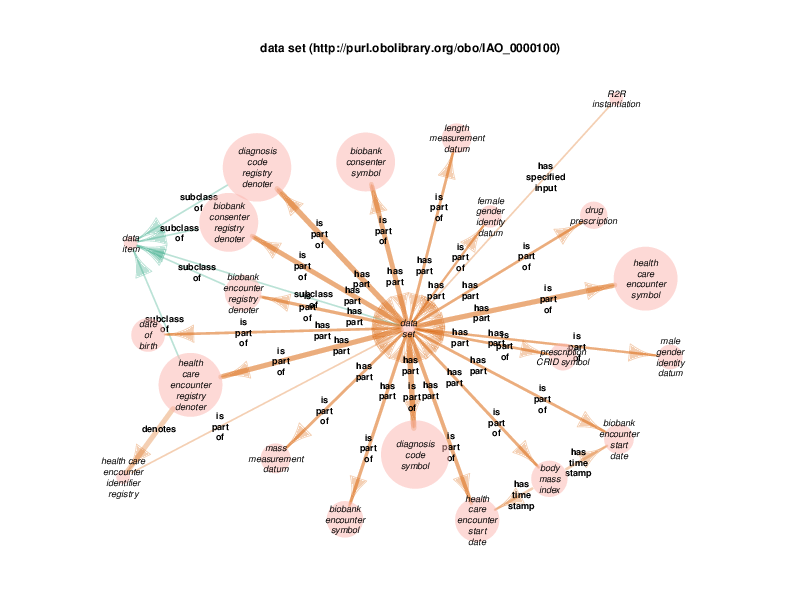 data set (http://purl.obolibrary.org/obo/IAO_0000100)
R2R
instantiation
length
measurement
datum
diagnosis
code
registry
denoter
biobank
consenter
symbol
has
specified
input
subclass
of
biobank
consenter
registry
denoter
female
gender
identity
datum
drug
prescription
is
part
of
is
part
of
is
part
of
is
part
of
is
part
of
data
item
subclass
of
subclass
of
is
part
of
health
care
encounter
symbol
biobank
encounter
registry
denoter
subclass
of
is
part
of
has
part
has
part
has
part
has
part
has
part
has
part
has
part
has
part
is
part
of
date
of
birth
subclass
of
is
part
of
has
part
has
part
data
set
has
part
has
part
is
part
of
prescription
CRID symbol
is
part
of
male
gender
identity
datum
health
care
encounter
registry
denoter
is
part
of
has
part
has
part
has
part
has
part
has
part
is
part
of
is
part
of
is
part
of
denotes
is
part
of
is
part
of
is
part
of
is
part
of
biobank
encounter
start
date
health care
encounter
identifier
registry
mass
measurement
datum
diagnosis
code
symbol
has
time
stamp
body
mass
index
has
time
stamp
biobank
encounter
symbol
health
care
encounter
start
date